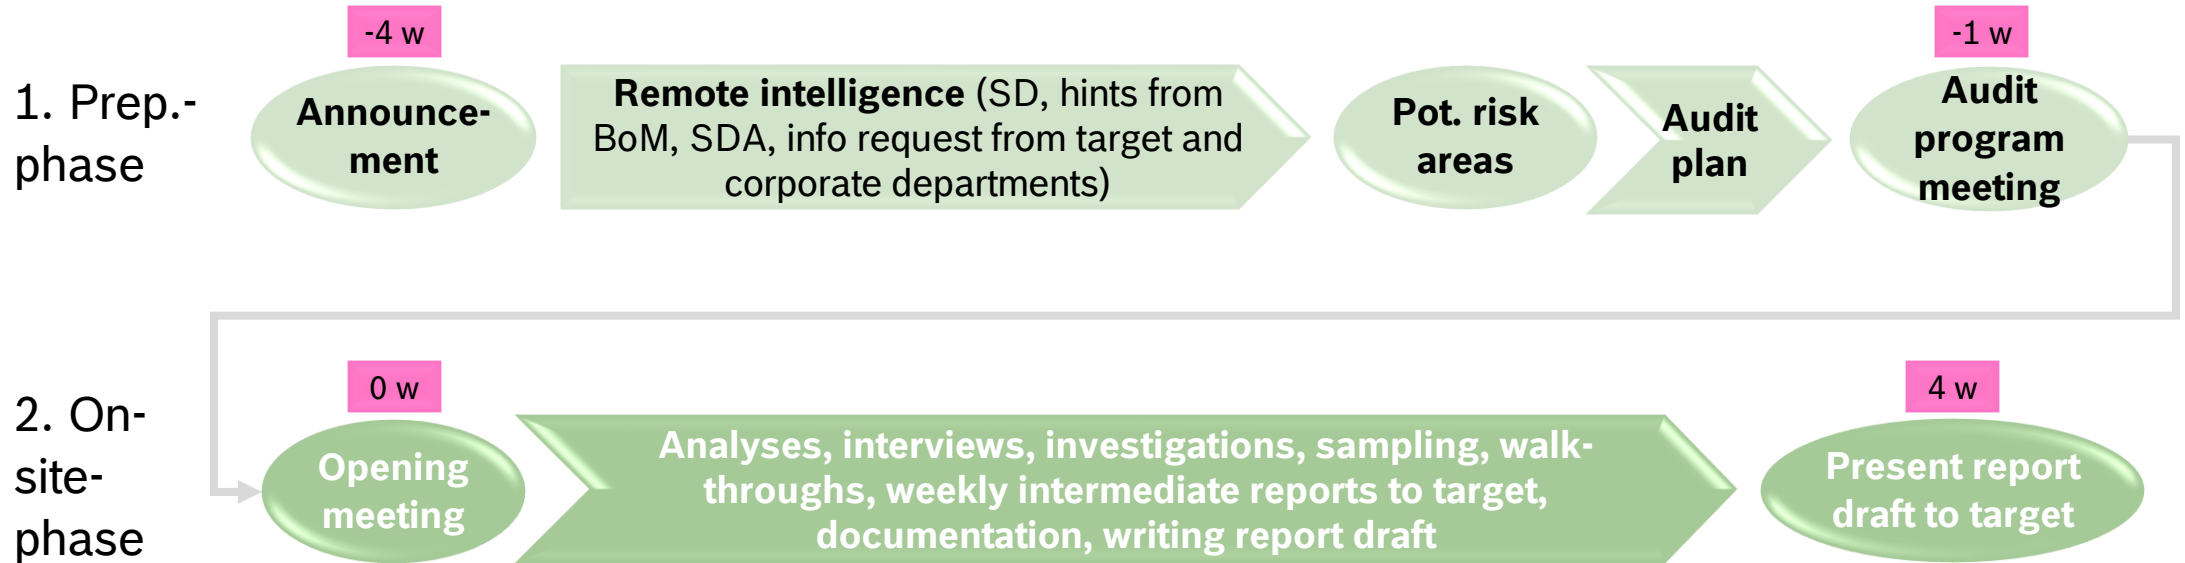 -4 w
-1 w
1. Prep.-
phase
Announce-
ment
Remote intelligence (SD, hints from
BoM, SDA, info request from target and
corporate departments)
Pot. risk
areas
Audit
plan
Audit
program
meeting
0 w
4 w
2. On-
site-
phase
Opening
meeting
Analyses, interviews, investigations, sampling, walk-
throughs, weekly intermediate reports to target,
documentation, writing report draft
Present report
draft to target